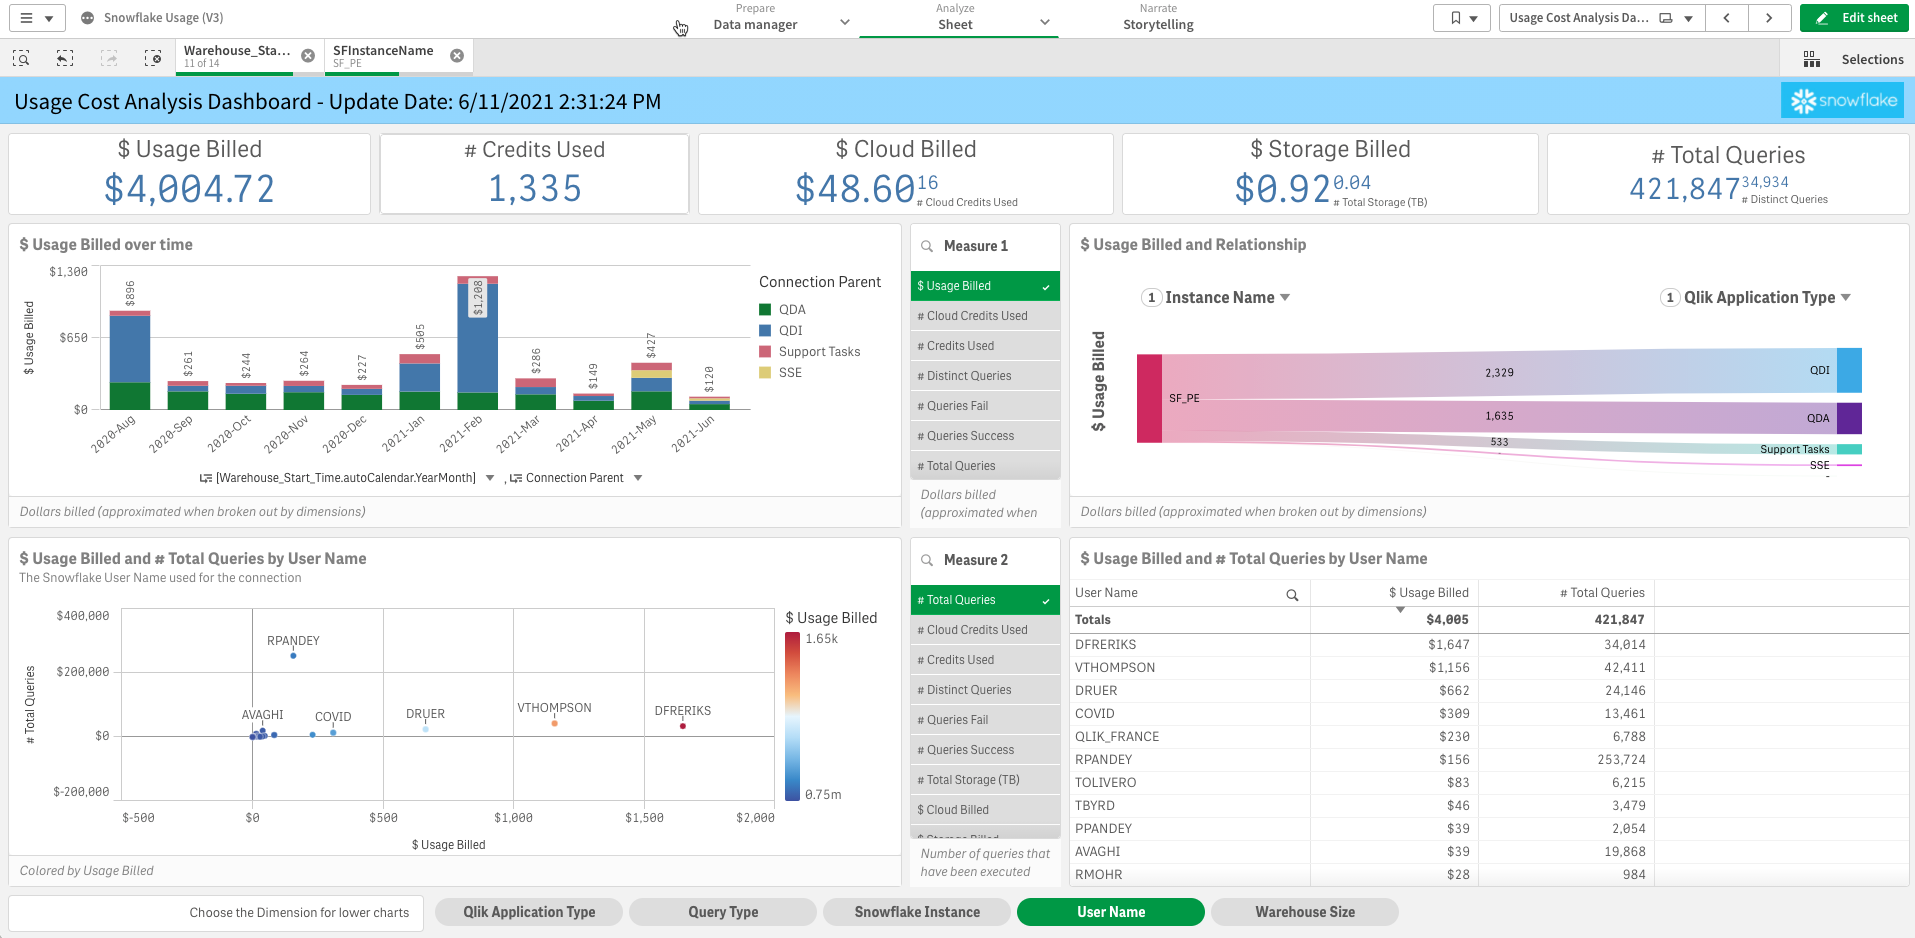 Snowflake Usage (V3)
Prepare
Data manager
Analyze
Sheet
Narrate
Storytelling
Usage Cost Analysis Da...
Edit sheet
Warehouse_Sta...
11 of 14
SFInstanceName
SF_PE
Selections
Usage Cost Analysis Dashboard - Update Date: 6/11/2021 2:31:24 PM
snowflake
$ Usage Billed
$4,004.72
# Credits Used
1,335
$ Cloud Billed
$48.60 16
# Cloud Credits Used
$ Storage Billed
$0.92 0.04
# Total Storage (TB)
# Total Queries
421,847 34,934
# Distinct Queries
$ Usage Billed over time
$ Usage Billed
$1,300
$650
$0
$896
$261
$244
$264
$227
$505
$1,208
$286
$149
$427
$120
2020-Aug
2020-Sep
2020-Oct
2020-Nov
2020-Dec
2021-Jan
2021-Feb
2021-Mar
2021-Apr
2021-May
2021-Jun
Connection Parent
QDA
QDI
Support Tasks
SSE
[Warehouse_Start_Time.autoCalendar.YearMonth] , Connection Parent
Dollars billed (approximated when broken out by dimensions)
Measure 1
$ Usage Billed
# Cloud Credits Used
# Credits Used
# Distinct Queries
# Queries Fail
# Queries Success
# Total Queries
Dollars billed
(approximated when
$ Usage Billed and Relationship
1 Instance Name
1 Qlik Application Type
$ Usage Billed
SF_PE
2,329
1,635
533
-
QDI
QDA
Support Tasks
SSE
-
Dollars billed (approximated when broken out by dimensions)
$ Usage Billed and # Total Queries by User Name
The Snowflake User Name used for the connection
# Total Queries
$400,000
$200,000
$0
$-200,000
RPANDEY
AVAGHI
COVID
DRUER
VTHOMPSON
DFRERIKS
$-500
$0
$500
$1,000
$1,500
$2,000
$ Usage Billed
$ Usage Billed
1.65k
0.75m
Colored by Usage Billed
Measure 2
# Total Queries
# Cloud Credits Used
# Credits Used
# Distinct Queries
# Queries Fail
# Queries Success
# Total Storage (TB)
$ Cloud Billed
$ Storage Billed
Number of queries that
have been executed
$ Usage Billed and # Total Queries by User Name
User Name $ Usage Billed # Total Queries
Totals $4,005 421,847
DFRERIKS $1,647 34,014
VTHOMPSON $1,156 42,411
DRUER $662 24,146
COVID $309 13,461
QLIK_FRANCE $230 6,788
RPANDEY $156 253,724
TOLIVERO $83 6,215
TBYRD $46 3,479
PPANDEY $39 2,054
AVAGHI $39 19,868
RMOHR $28 984
Choose the Dimension for lower charts
Qlik Application Type
Query Type
Snowflake Instance
User Name
Warehouse Size